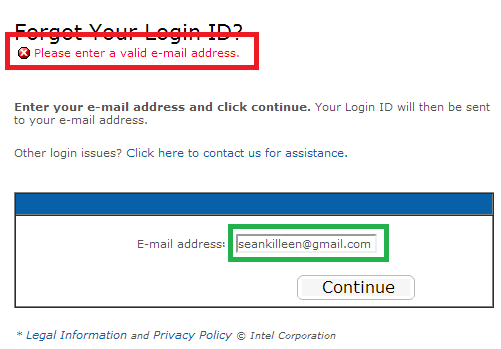 Forgot Your Login ID?
Please enter a valid e-mail address.
Enter your e-mail address and click continue. Your Login ID will then be sent
to your e-mail address.
Other login issues? Click here to contact us for assistance.
E-mail address: seankilleen@gmail.com
Continue
* Legal Information and Privacy Policy © Intel Corporation